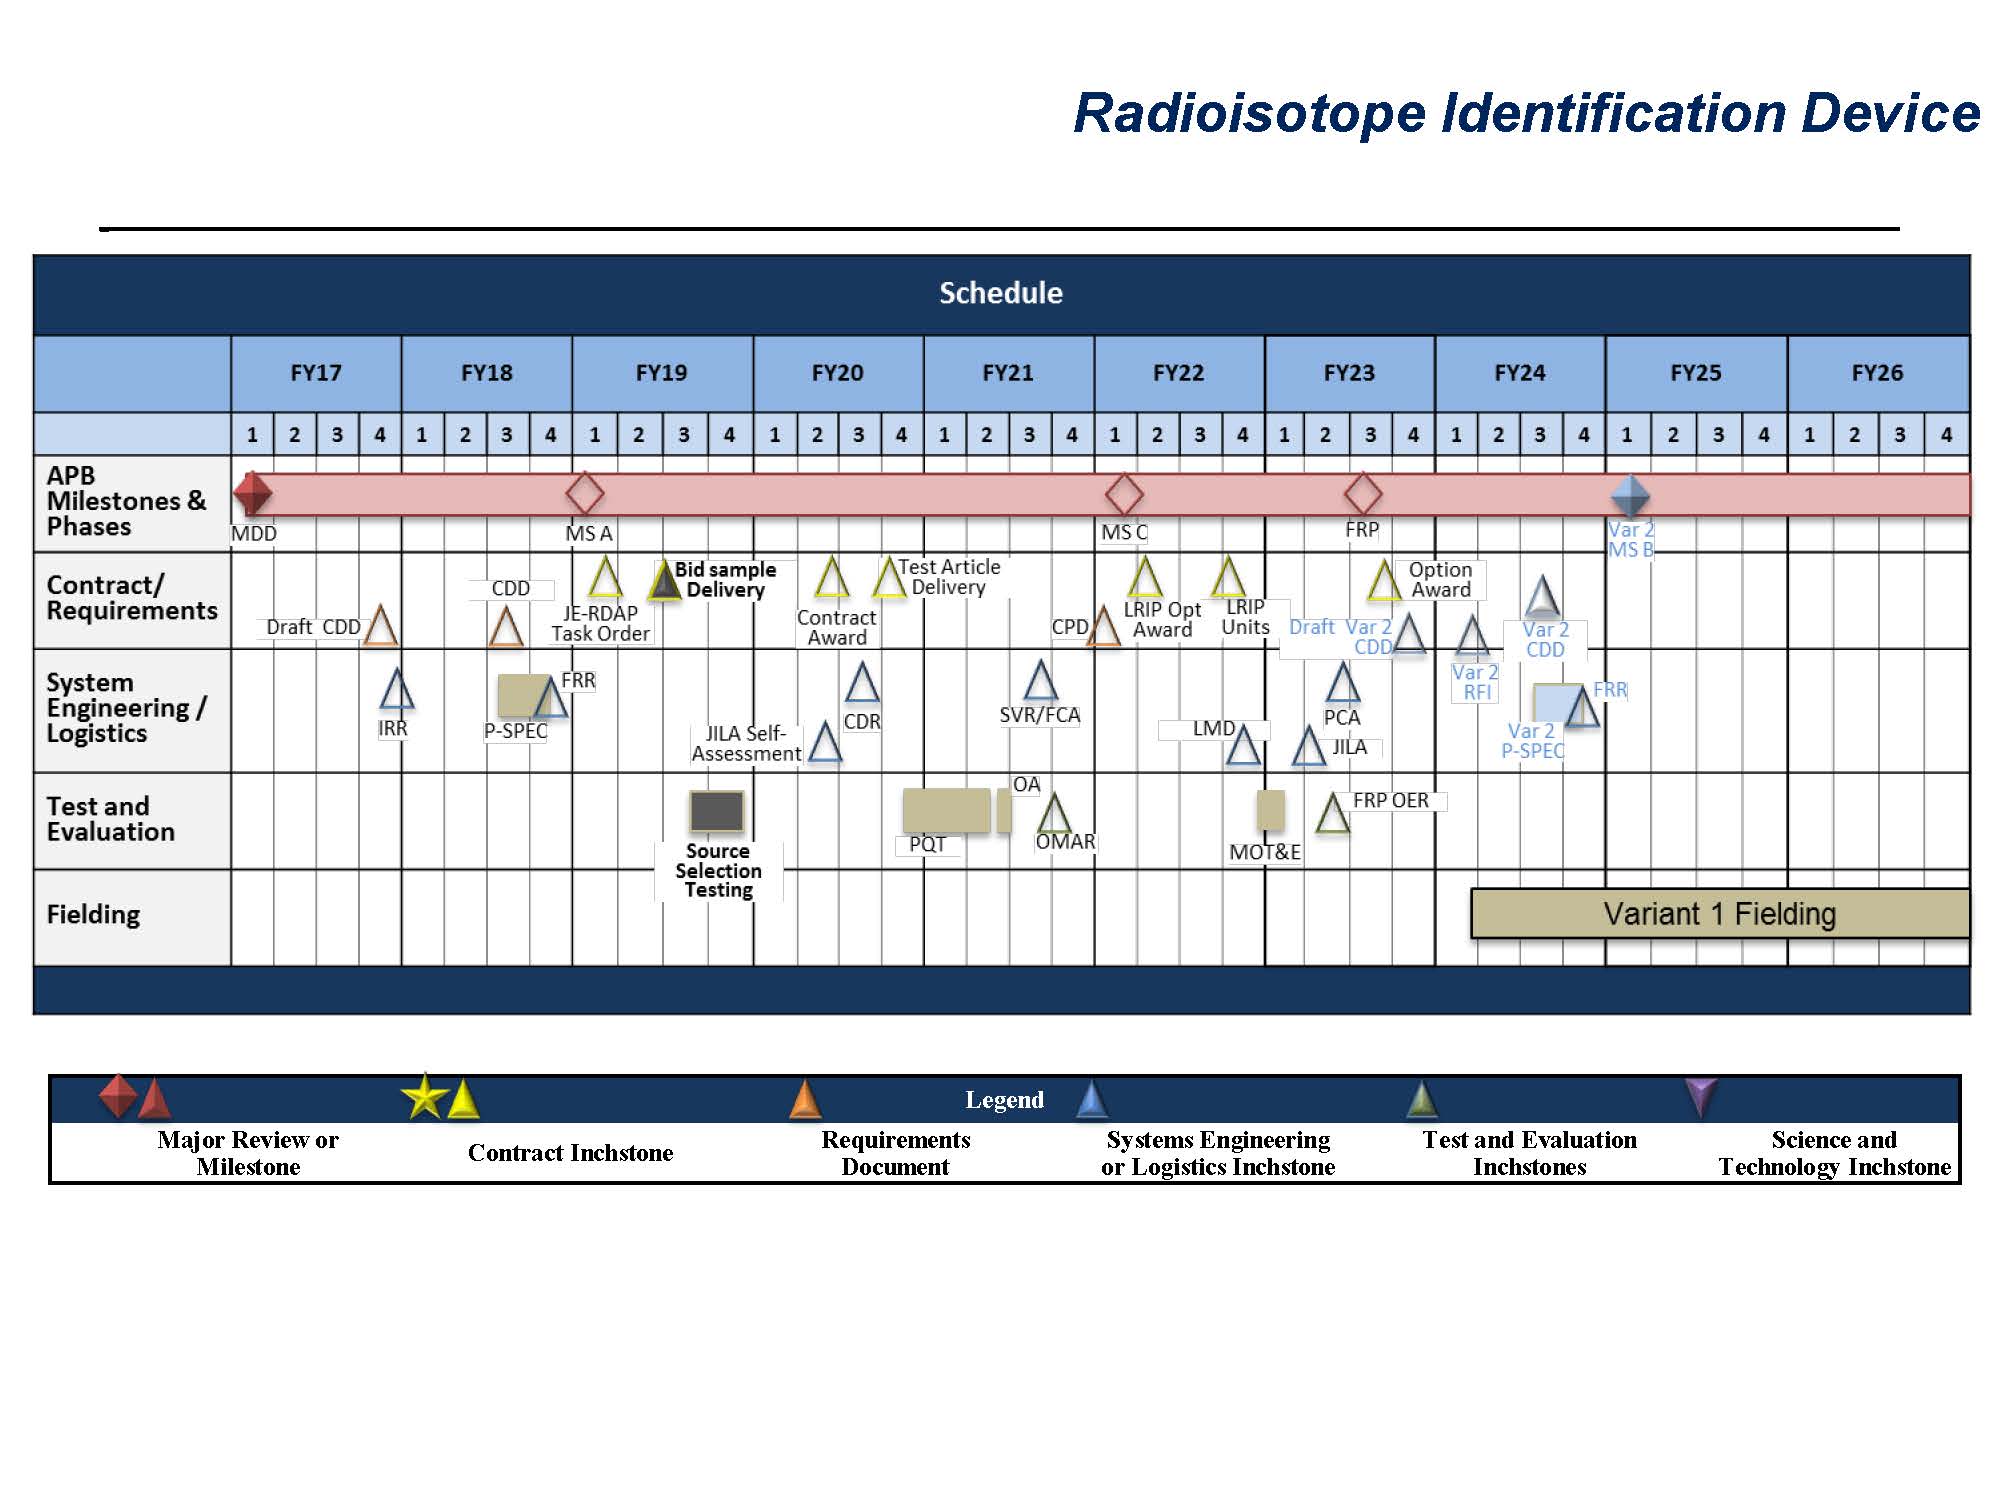 Radioisotope Identification Device
Schedule
FY17 FY18 FY19 FY20 FY21 FY22 FY23 FY24 FY25 FY26
1 2 3 4 1 2 3 4 1 2 3 4 1 2 3 4 1 2 3 4 1 2 3 4 1 2 3 4 1 2 3 4 1 2 3 4 1 2 3 4
APB
Milestones &
Phases
MDD
MS A
MS C
FRP
Var 2
MS B
Contract/
Requirements
Draft CDD
CDD
JE-RDAP
Task Order
Bid sample
Delivery
Contract
Award
Test Article
Delivery
CPD
LRIP Opt
Award
LRIP
Units
Draft Var 2
CDD
Option
Award
Var 2
RFI
Var 2
CDD
System
Engineering /
Logistics
IRR
P-SPEC
FRR
JILA Self-
Assessment
CDR
SVR/FCA
LMD
PCA
JILA
Var 2
P-SPEC
FRR
Test and
Evaluation
Source
Selection
Testing
PQT
OA
OMAR
MOT&E
FRP OER
Fielding
Variant 1 Fielding
Legend
Major Review or
Milestone
Contract Inchstone
Requirements
Document
Systems Engineering
or Logistics Inchstone
Test and Evaluation
Inchstones
Science and
Technology Inchstone